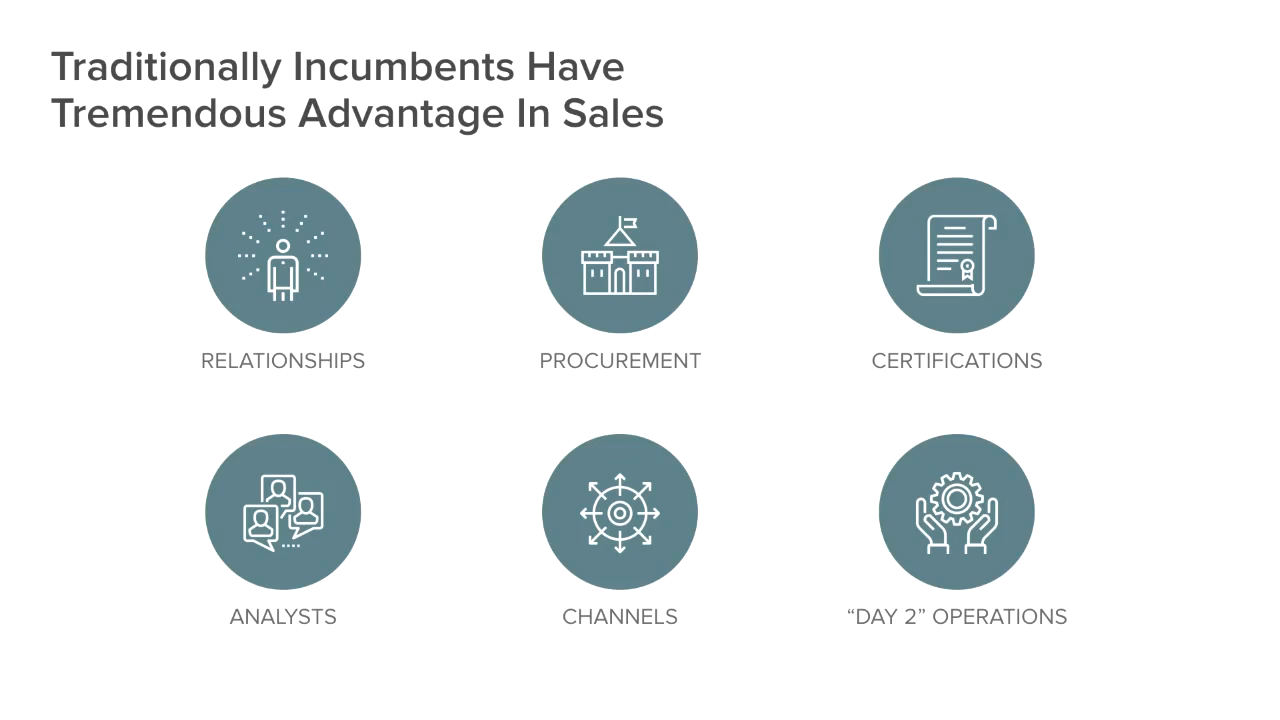 Traditionally Incumbents Have
Tremendous Advantage In Sales
RELATIONSHIPS
PROCUREMENT
CERTIFICATIONS
ANALYSTS
CHANNELS
“DAY 2” OPERATIONS